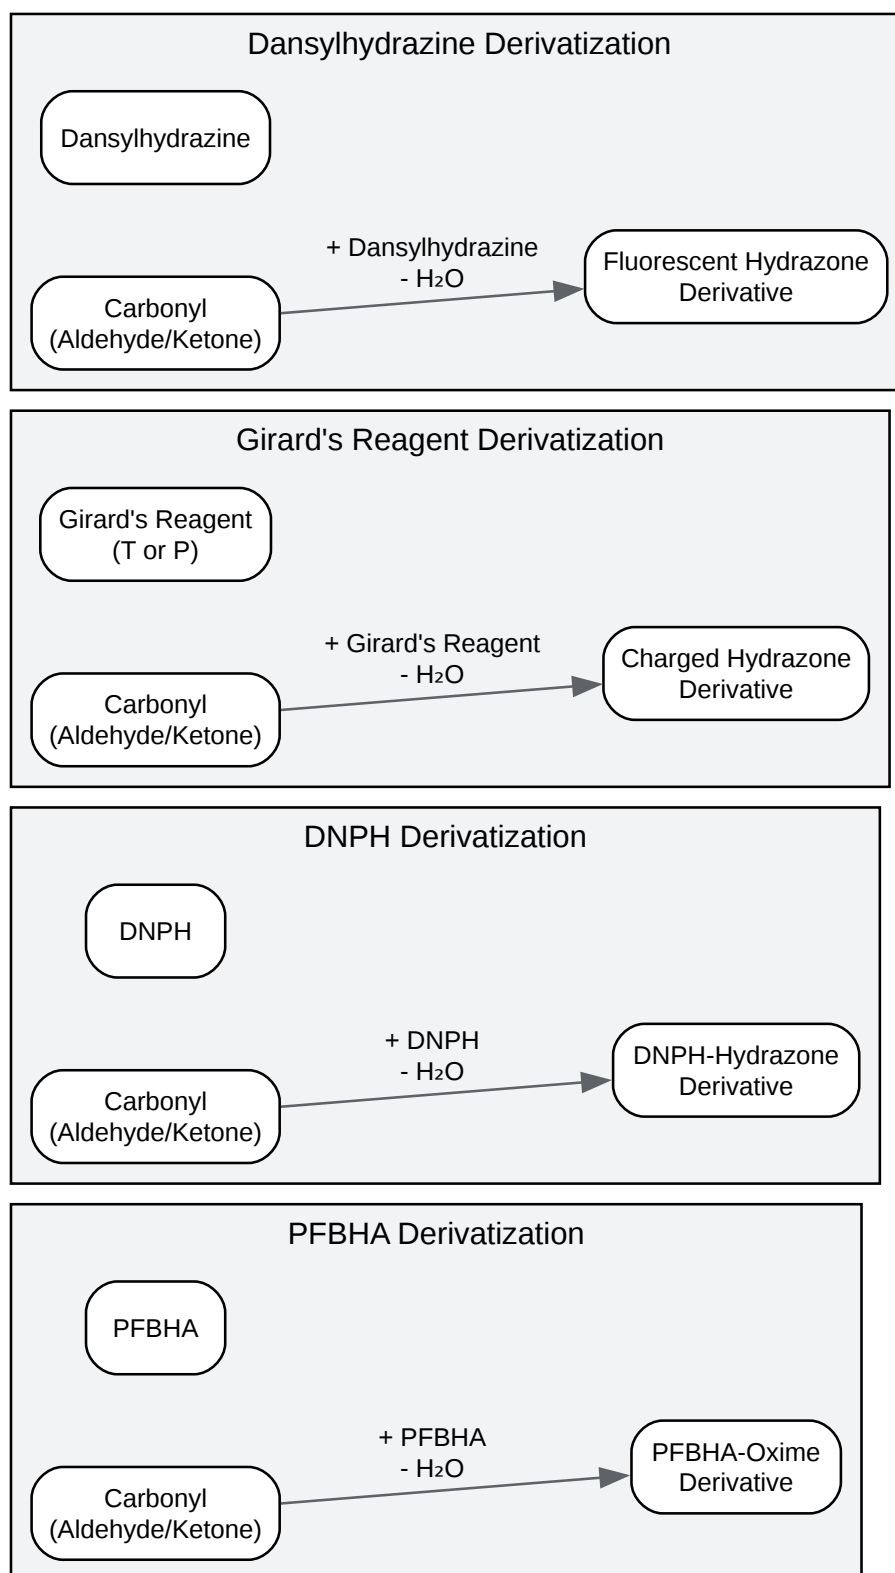 Dansylhydrazine Derivatization
Dansylhydrazine
+ Dansylhydrazine
- H₂O
Fluorescent Hydrazone
Derivative
Carbonyl
(Aldehyde/Ketone)
Girard's Reagent Derivatization
Girard's Reagent
(T or P)
+ Girard's Reagent
- H₂O
Charged Hydrazone
Derivative
Carbonyl
(Aldehyde/Ketone)
DNPH Derivatization
DNPH
+ DNPH
- H₂O
DNPH-Hydrazone
Derivative
Carbonyl
(Aldehyde/Ketone)
PFBHA Derivatization
PFBHA
+ PFBHA
- H₂O
PFBHA-Oxime
Derivative
Carbonyl
(Aldehyde/Ketone)